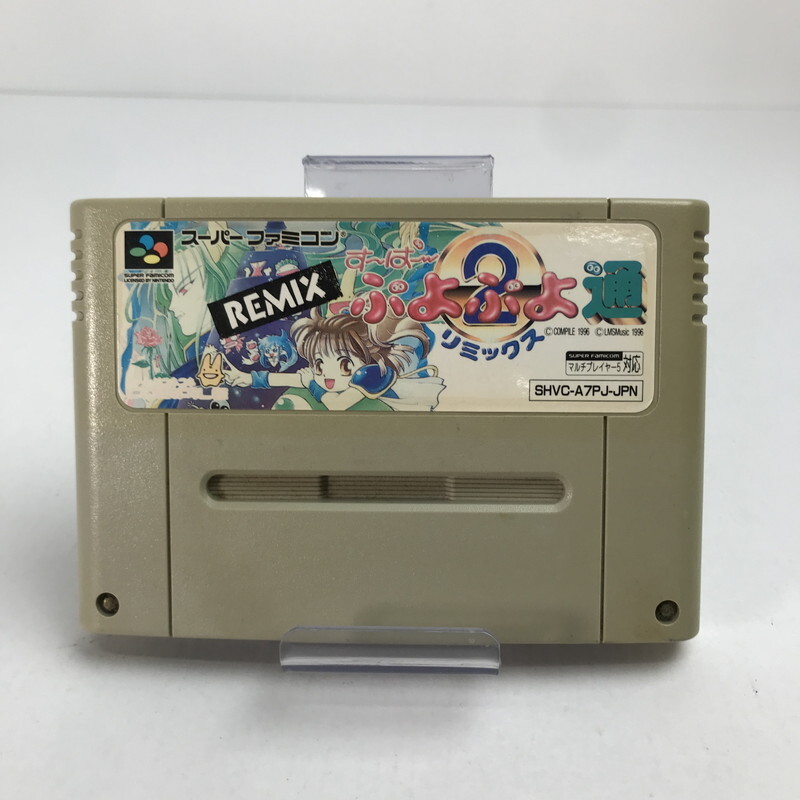 スーパーファミコン
SUPER FAMICOM
LICENSED BY NINTENDO
REMIX
す〜ぱ〜
ぷよぷよ通
2
リミックス
©COMPILE 1996 ©LMSMusic 1996
SUPER FAMICOM
マルチプレイヤー5 対応
SHVC-A7PJ-JPN